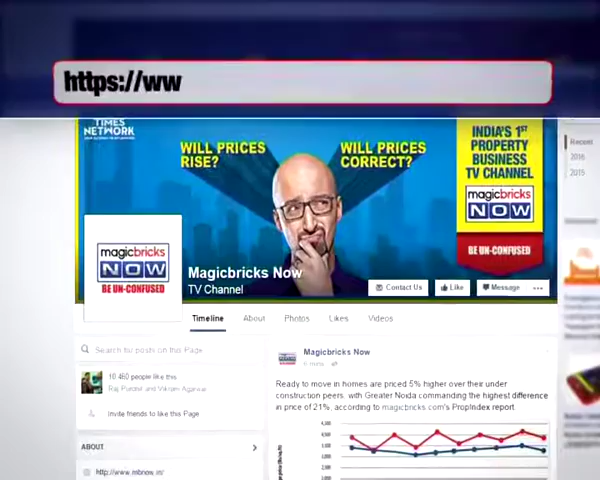 https://ww
TIMES
NETWORK
WILL PRICES
RISE?
WILL PRICES
CORRECT?
INDIA'S 1ST
PROPERTY
BUSINESS
TV CHANNEL
magicbricks
NOW
BE UN-CONFUSED
magicbricks
NOW
BE UN-CONFUSED
Magicbricks Now
TV Channel
Contact Us
Like
Message
Timeline
About
Photos
Likes
Videos
Recent
2016
2015
Search for posts on this Page
10,460 people like this
Invite friends to like this Page
ABOUT
http://www.mbnow.in/
Magicbricks Now
Ready to move in homes are priced 5% higher over their under
construction peers, with Greater Noida commanding the highest difference
in price of 21%, according to magicbricks.com's PropIndex report